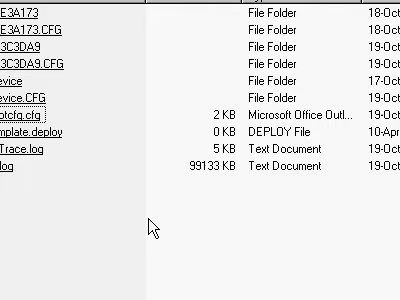 E3A173 File Folder 18-Oct
E3A173.CFG File Folder 19-Oct
3C3DA9 File Folder 19-Oct
3C3DA9.CFG File Folder 19-Oct
evice File Folder 17-Oct
evice.CFG File Folder 19-Oct
otcfg.cfg 2 KB Microsoft Office Outl... 19-Oct
mplate.deploy 0 KB DEPLOY File 10-Apr
Trace.log 5 KB Text Document 19-Oct
log 99133 KB Text Document 19-Oct